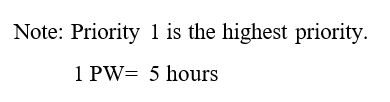 Note: Priority 1 is the highest priority.
1 PW= 5 hours